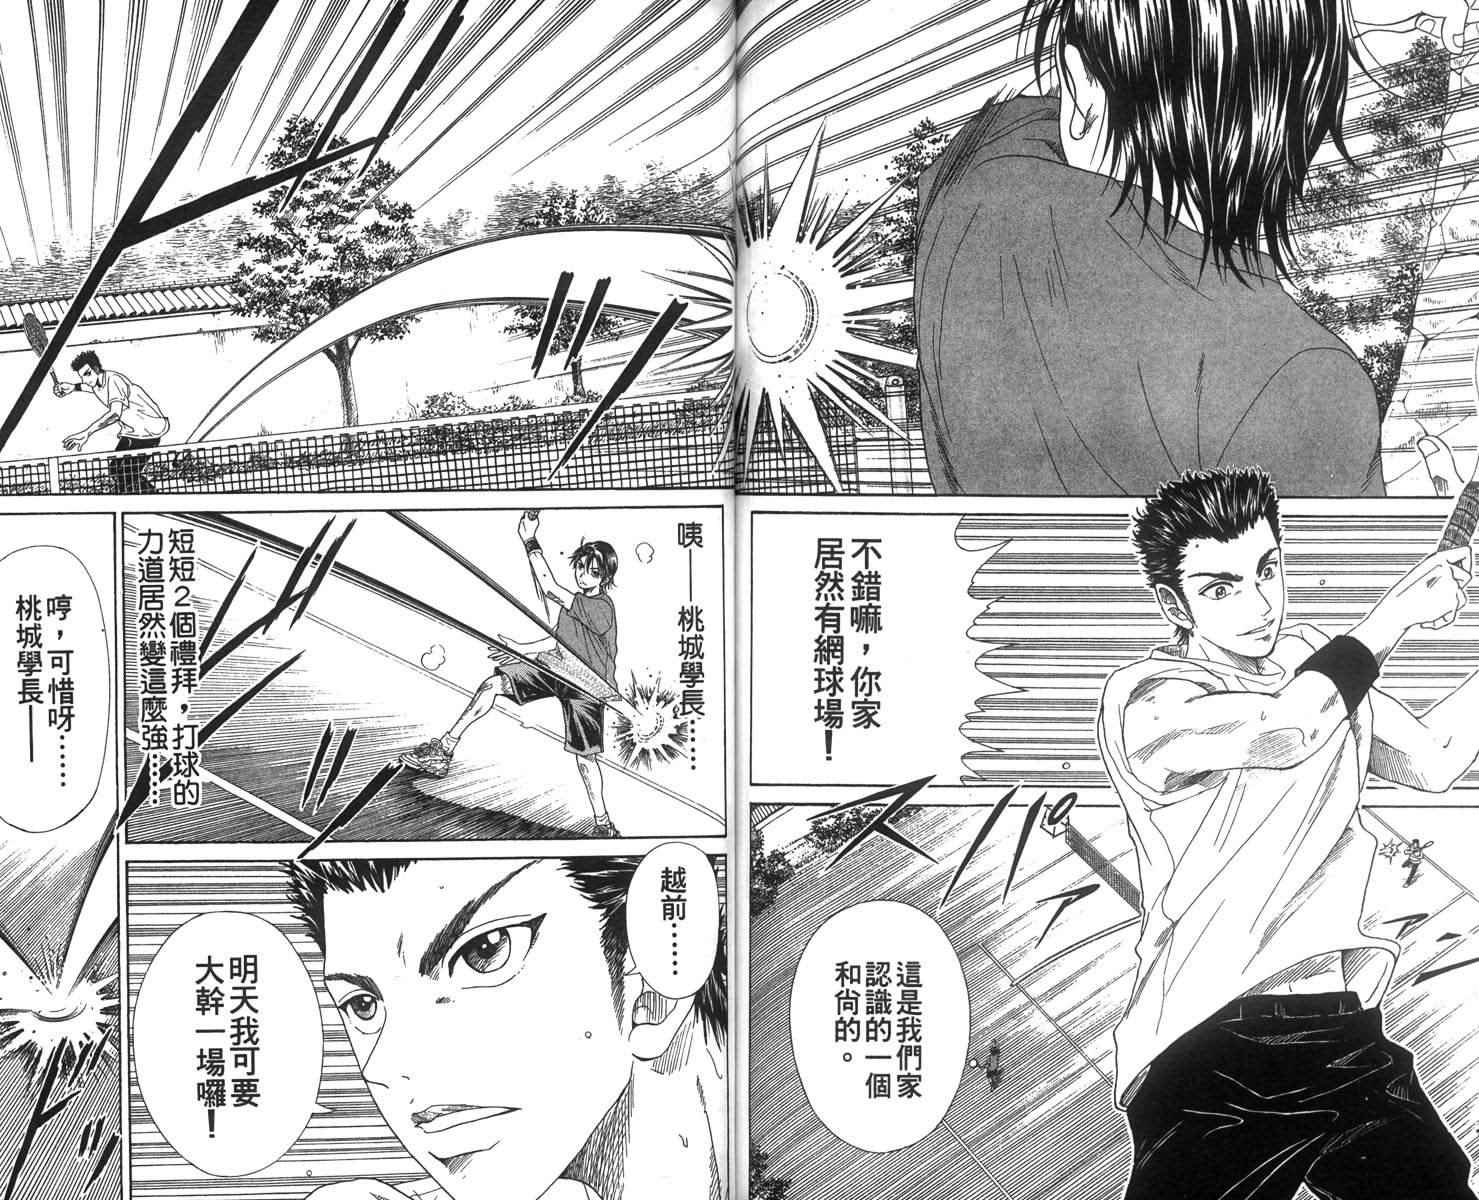 不錯嘛，你家
居然有網球場！
這是我們家
認識的一個
和尚的。
咦──桃城學長……
短短2個禮拜，打球的
力道居然變這麼強……
越前……
明天我可要
大幹一場囉！
哼，可惜呀……
桃城學長──